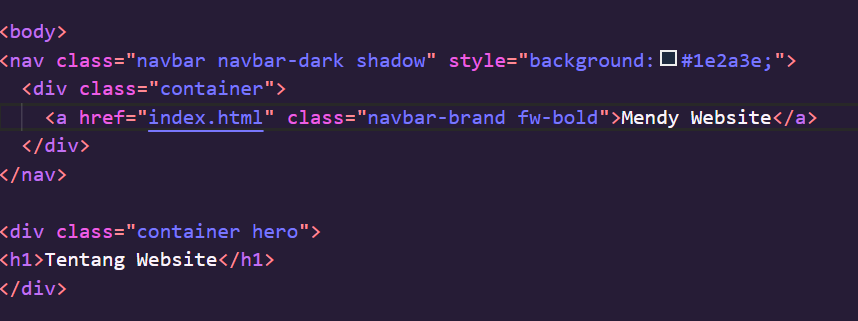 <body>
<nav class="navbar navbar-dark shadow" style="background:#1e2a3e;">
<div class="container">
<a href="index.html" class="navbar-brand fw-bold">Mendy Website</a>
</div>
</nav>
<div class="container hero">
<h1>Tentang Website</h1>
</div>